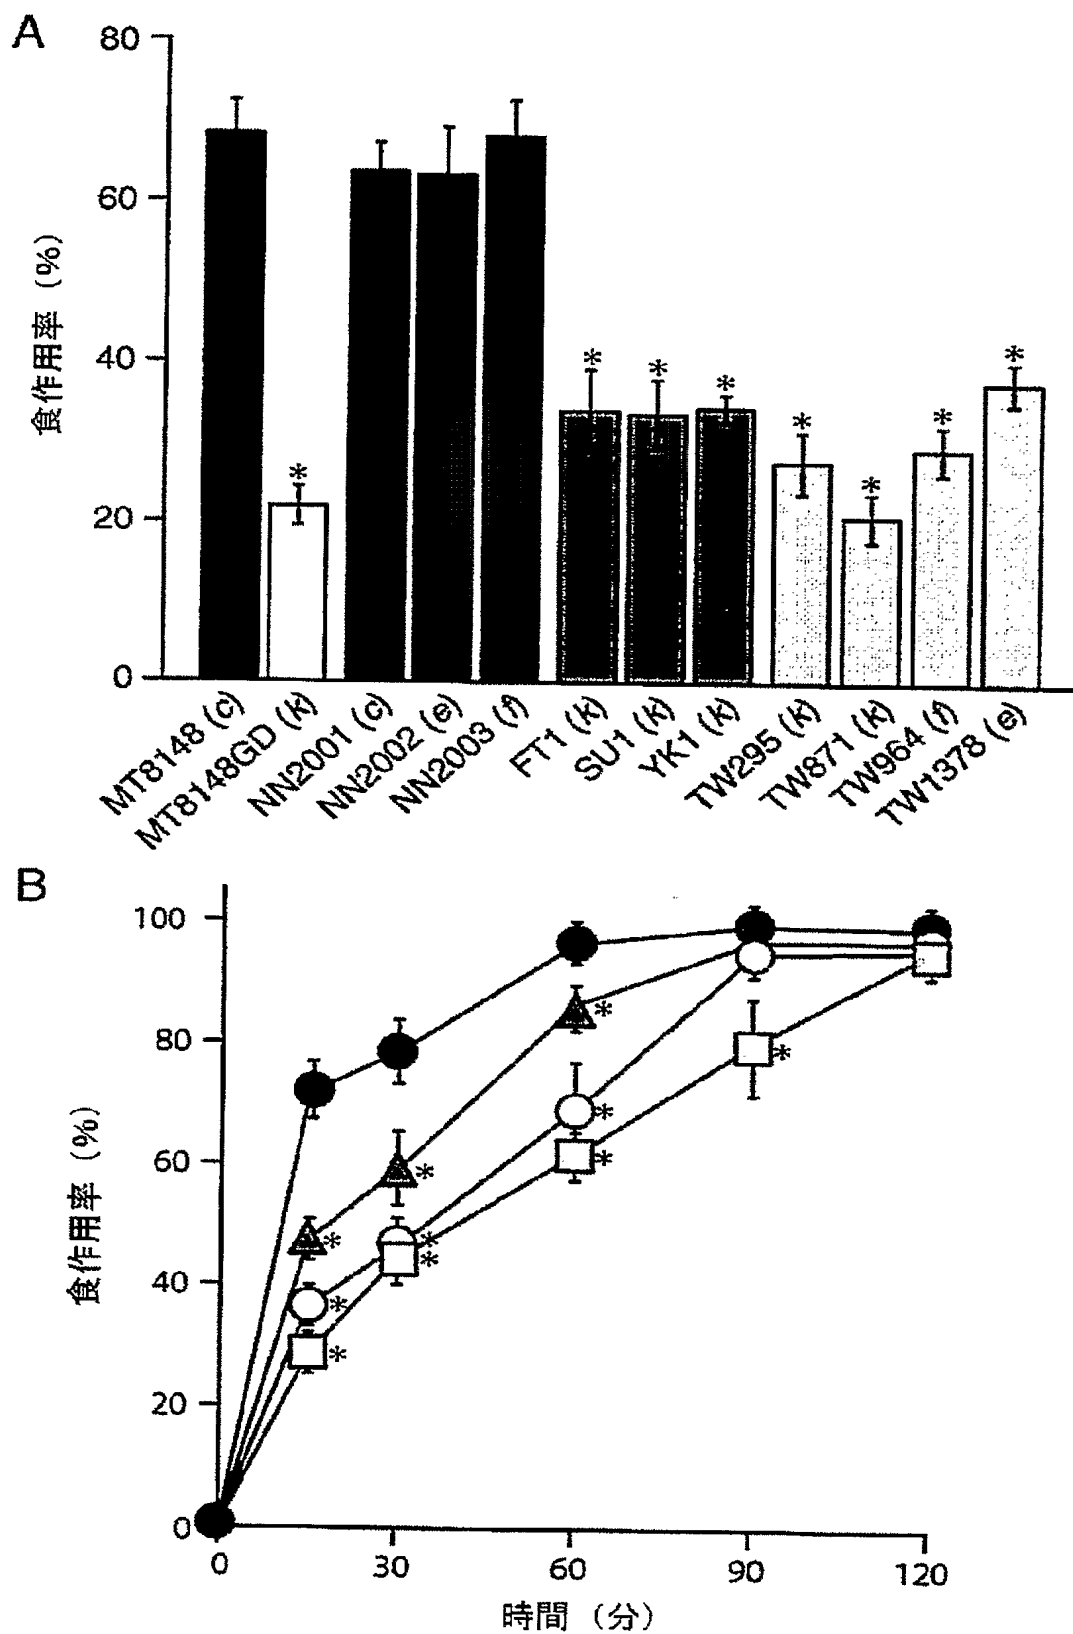 A
80
60
40
20
0
食作用率 (%)
*
*
*
*
*
*
*
*
MT8148 (c)
MT8148GD (k)
NN2001 (c)
NN2002 (e)
NN2003 (f)
FT1 (k)
SU1 (k)
YK1 (k)
TW295 (k)
TW871 (k)
TW964 (f)
TW1378 (e)
B
100
80
60
40
20
0
食作用率 (%)
*
*
*
*
*
*
*
*
*
*
0
30
60
90
120
時間 (分)